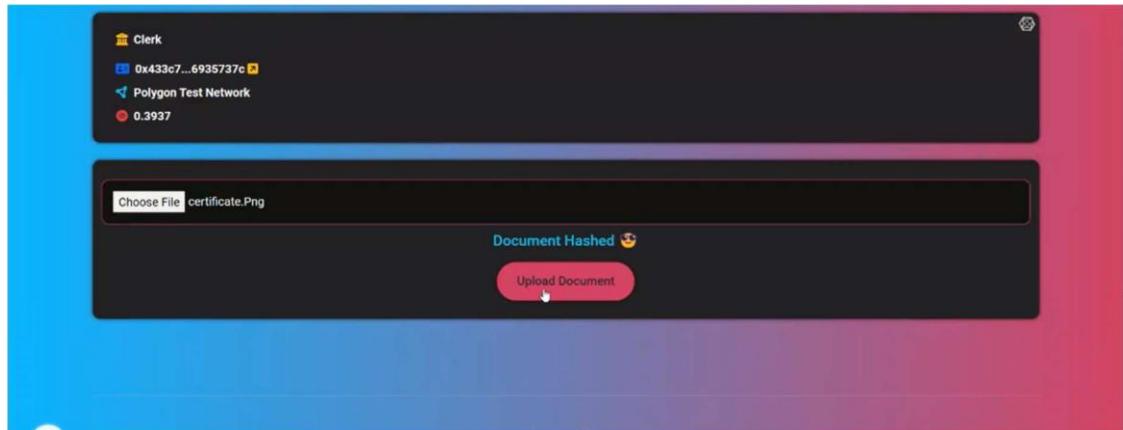 Clerk
0x433c7...6935737c
Polygon Test Network
0.3937
Choose File certificate.Png
Document Hashed
Upload Document